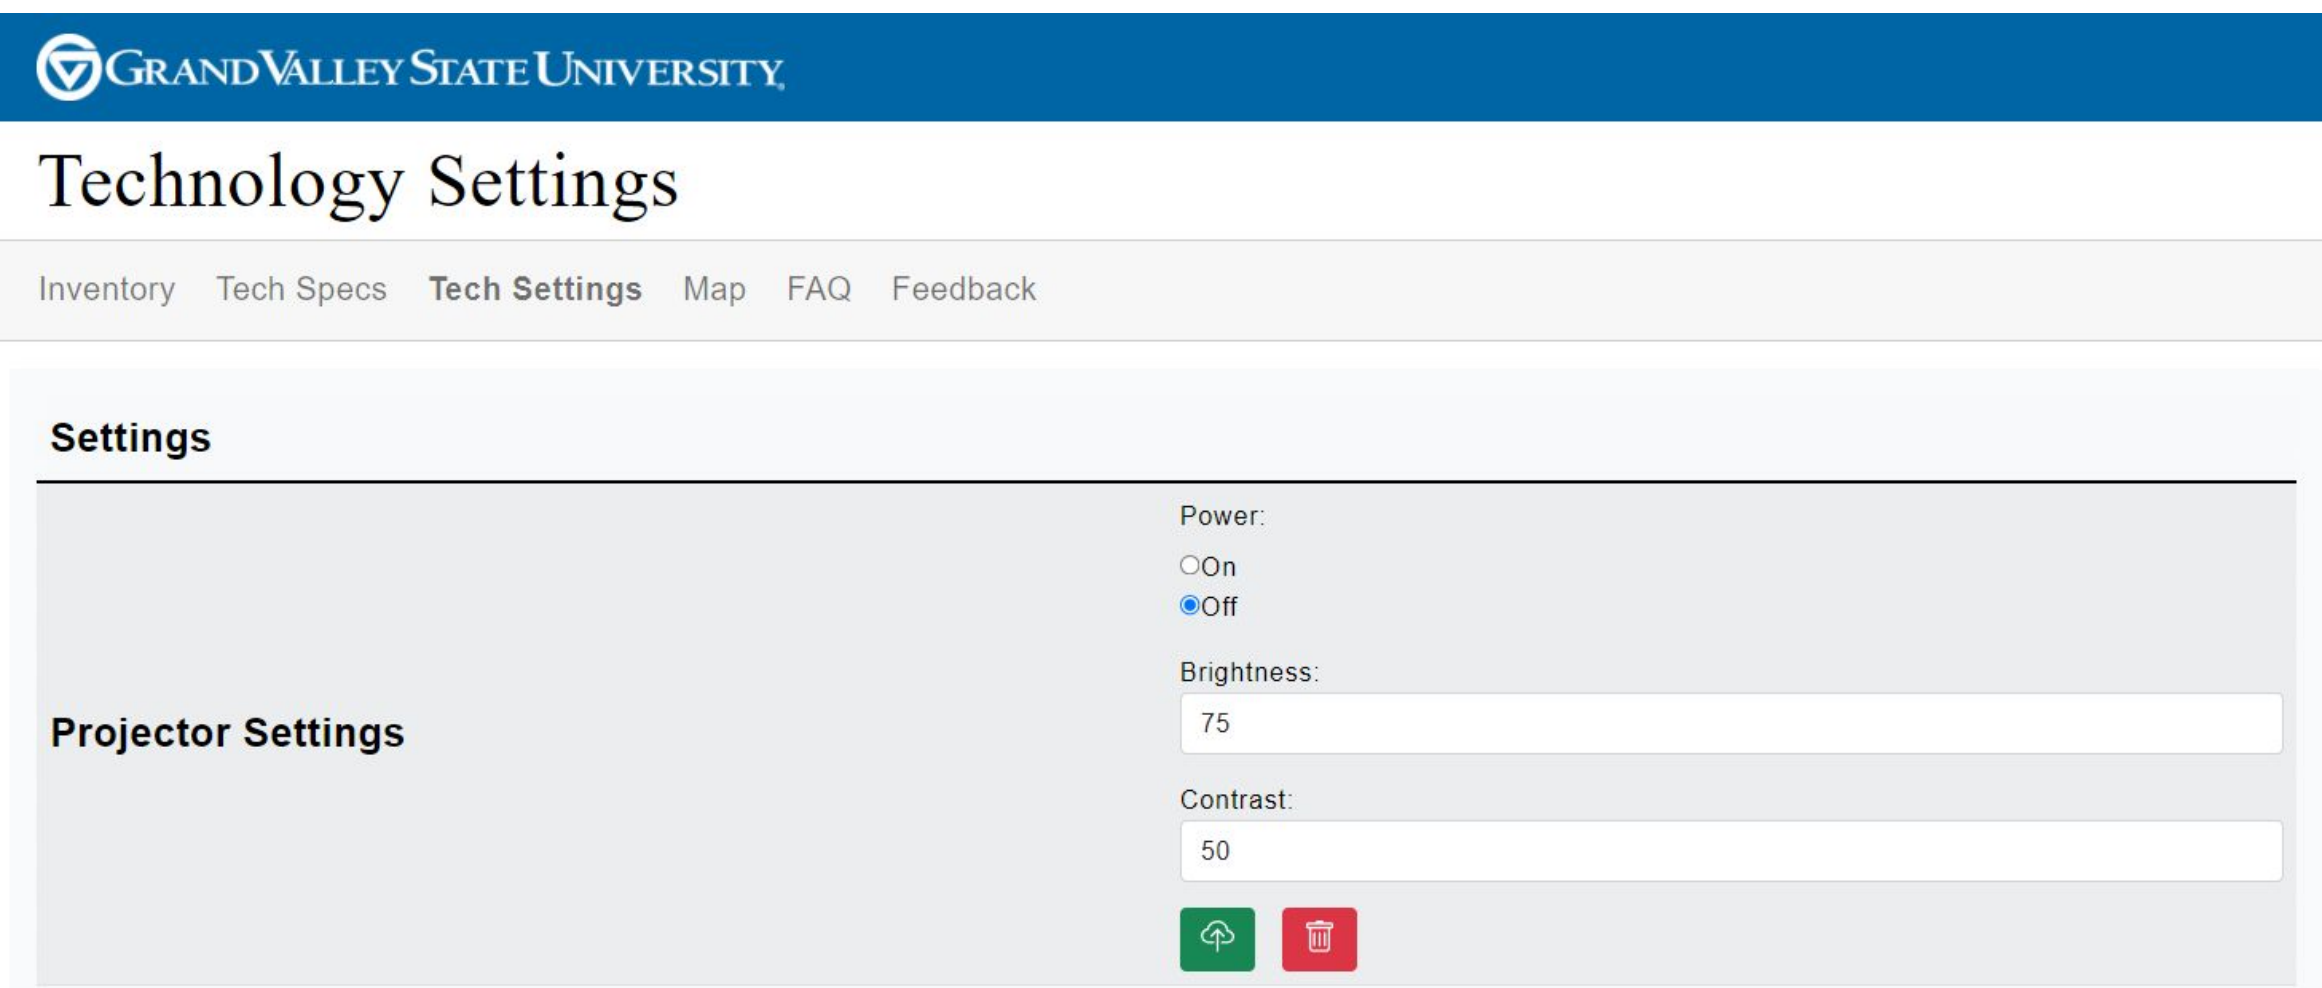 GRAND VALLEY STATE UNIVERSITY
Technology Settings
Inventory Tech Specs Tech Settings Map FAQ Feedback
Settings
Power:
On
Off
Brightness:
Projector Settings
75
Contrast:
50